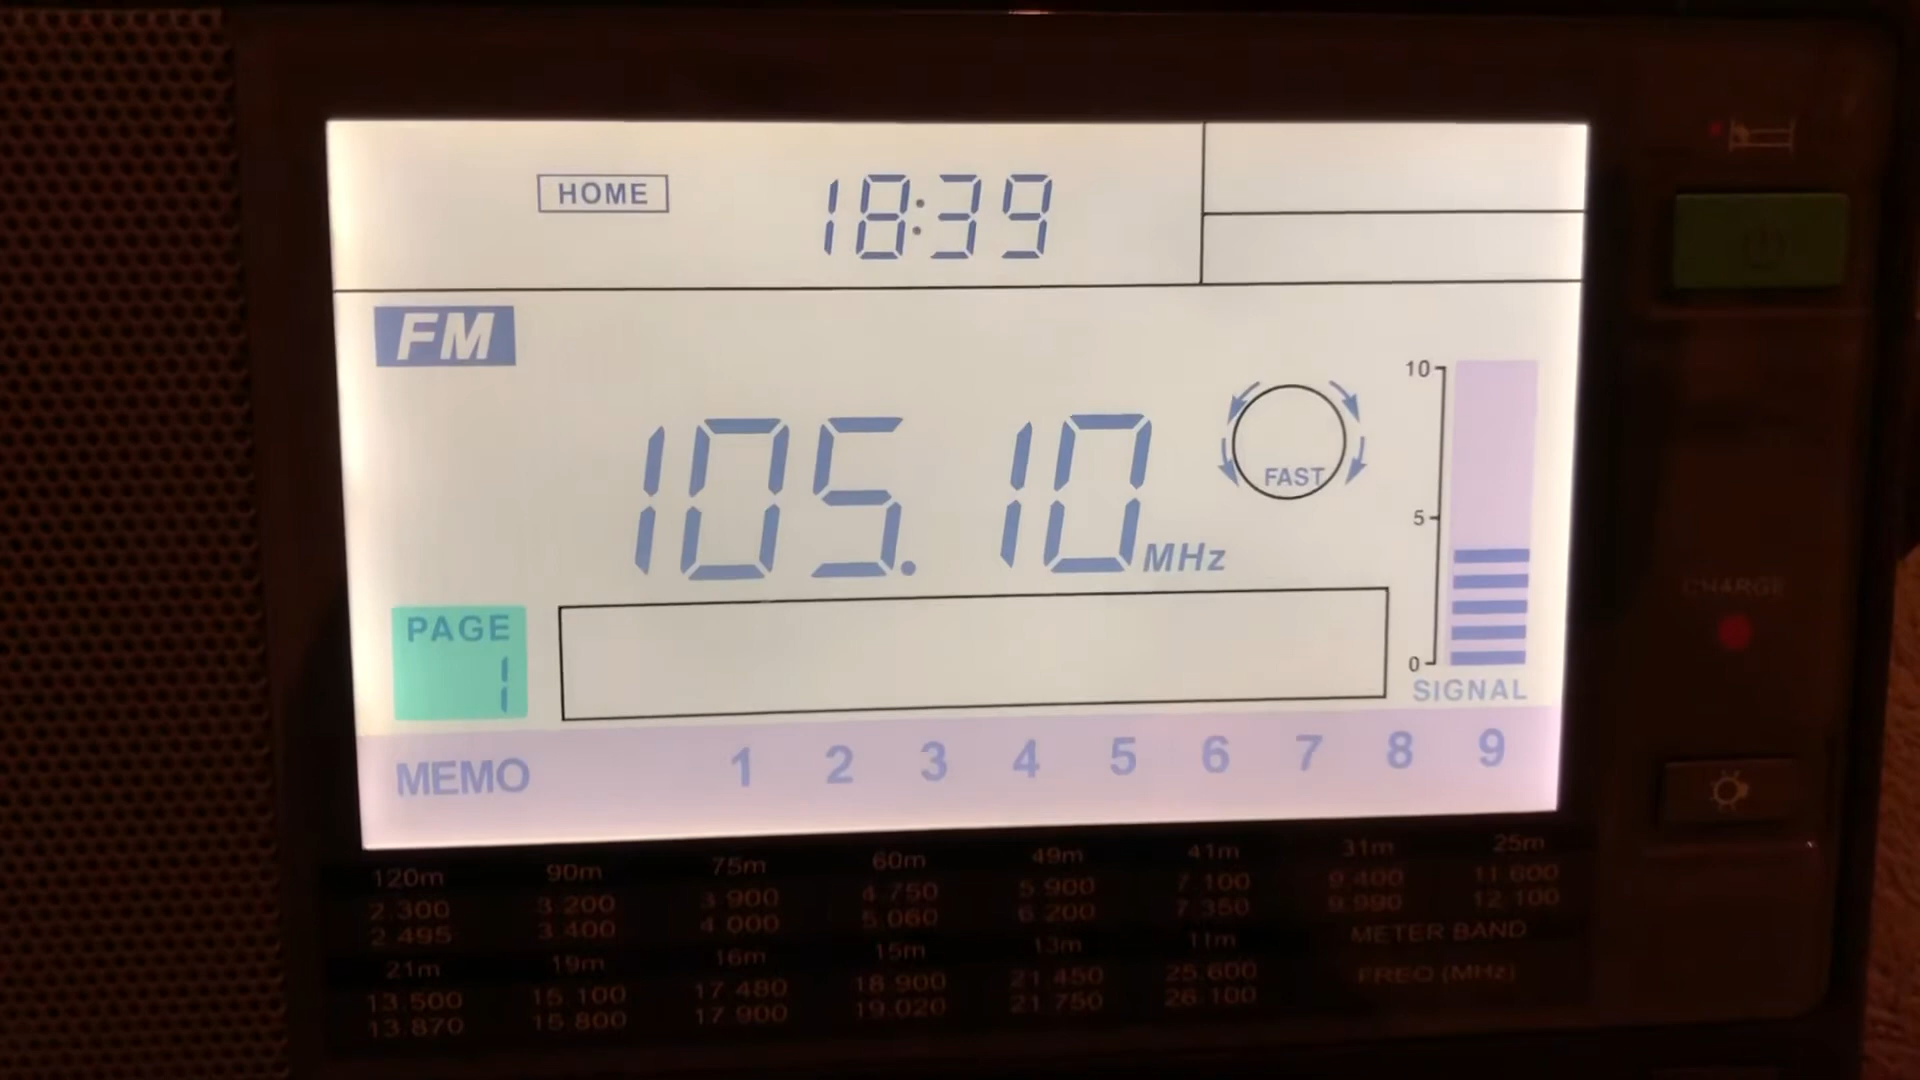 HOME 18:39
FM
10
105.10 MHz
FAST
5
PAGE
1
0
SIGNAL
MEMO 1 2 3 4 5 6 7 8 9
CHARGE
120m 90m 75m 60m 49m 41m 31m 25m
2.300 3.200 3.900 4.750 5.900 7.100 9.400 11.600
2.495 3.400 4.000 5.060 6.200 7.350 9.990 12.100
METER BAND
21m 19m 16m 15m 13m 11m
FREQ (MHz)
13.500 15.100 17.480 18.900 21.450 25.600
13.870 15.800 17.900 19.020 21.750 26.100